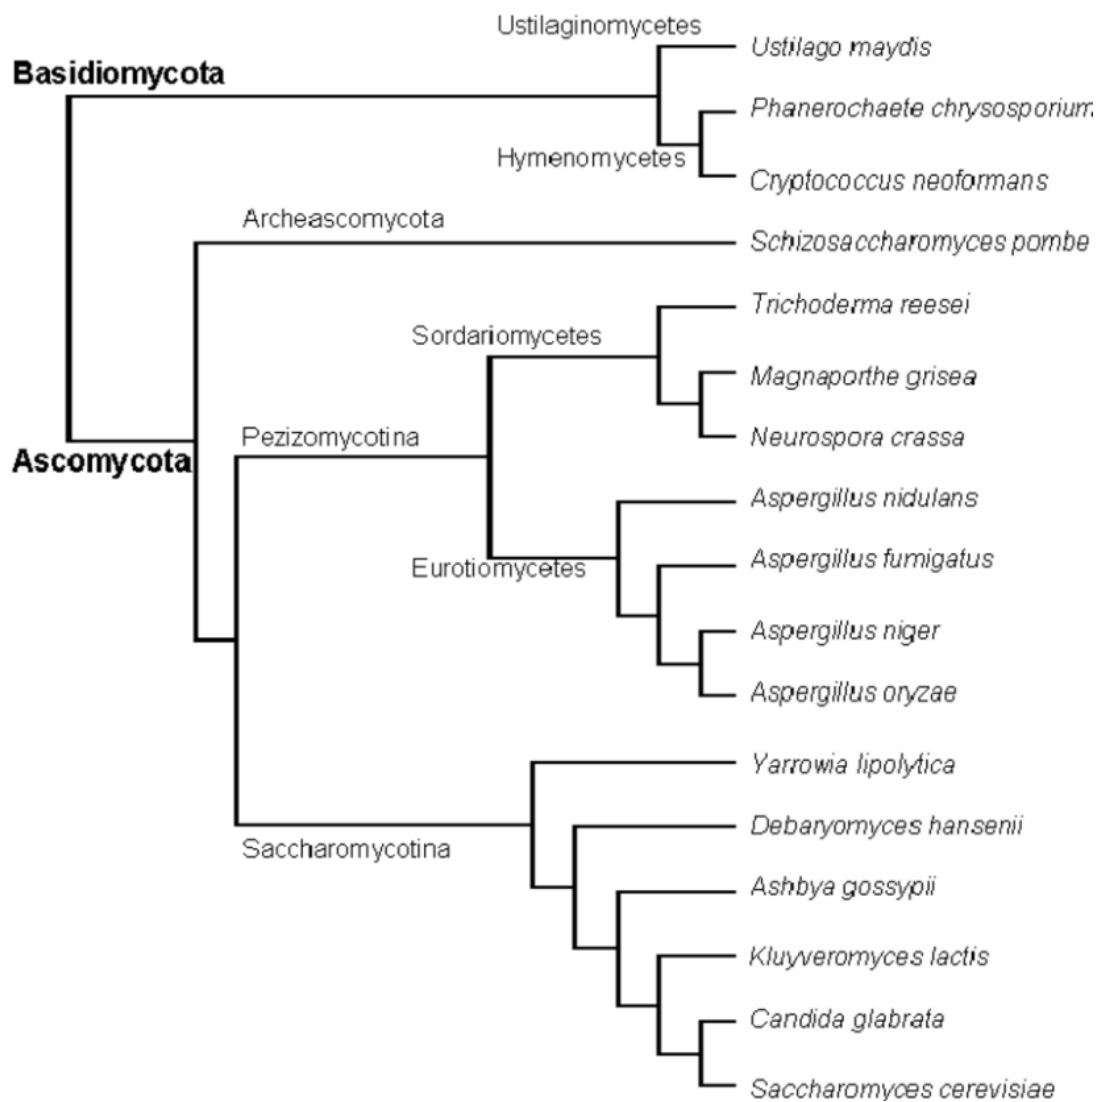 Ustilaginomycetes
Ustilago maydis
Basidiomycota
Phanerochaete chrysosporium
Hymenomycetes
Cryptococcus neoformans
Archeascomycota
Schizosaccharomyces pombe
Trichoderma reesei
Sordariomycetes
Magnaporthe grisea
Pezizomycotina
Neurospora crassa
Ascomycota
Aspergillus nidulans
Aspergillus fumigatus
Eurotiomycetes
Aspergillus niger
Aspergillus oryzae
Yarrowia lipolytica
Debaryomyces hansenii
Saccharomycotina
Ashbya gossypii
Kluyveromyces lactis
Candida glabrata
Saccharomyces cerevisiae